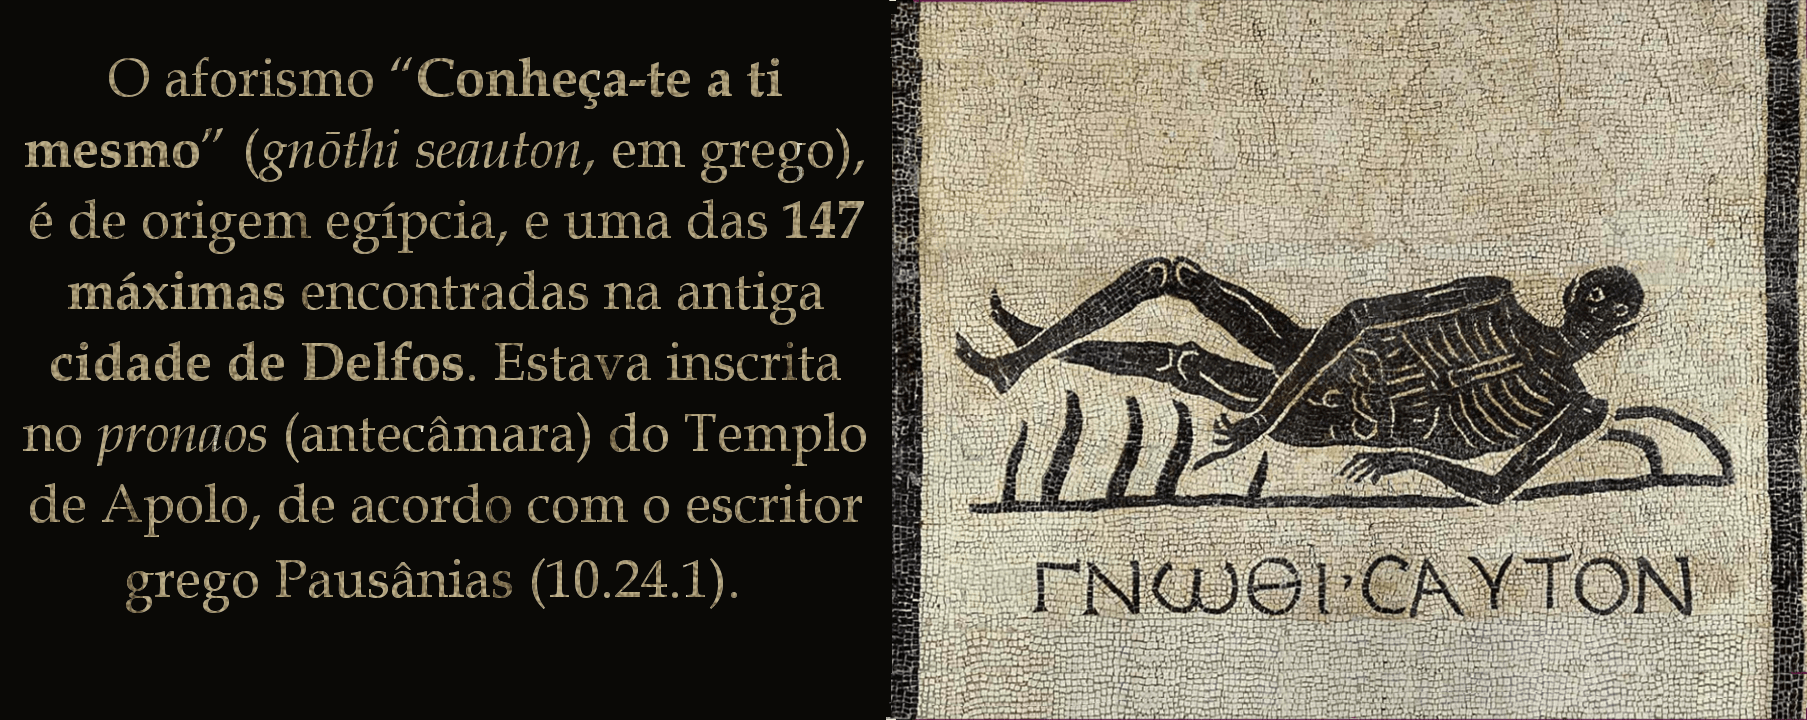 O aforismo “Conheça-te a ti
mesmo” (gnōthi seauton, em grego),
é de origem egípcia, e uma das 147
máximas encontradas na antiga
cidade de Delfos. Estava inscrita
no pronaos (antecâmara) do Templo
de Apolo, de acordo com o escritor
grego Pausânias (10.24.1).
ΓΝΩΘΙ·CΑΥΤΟΝ